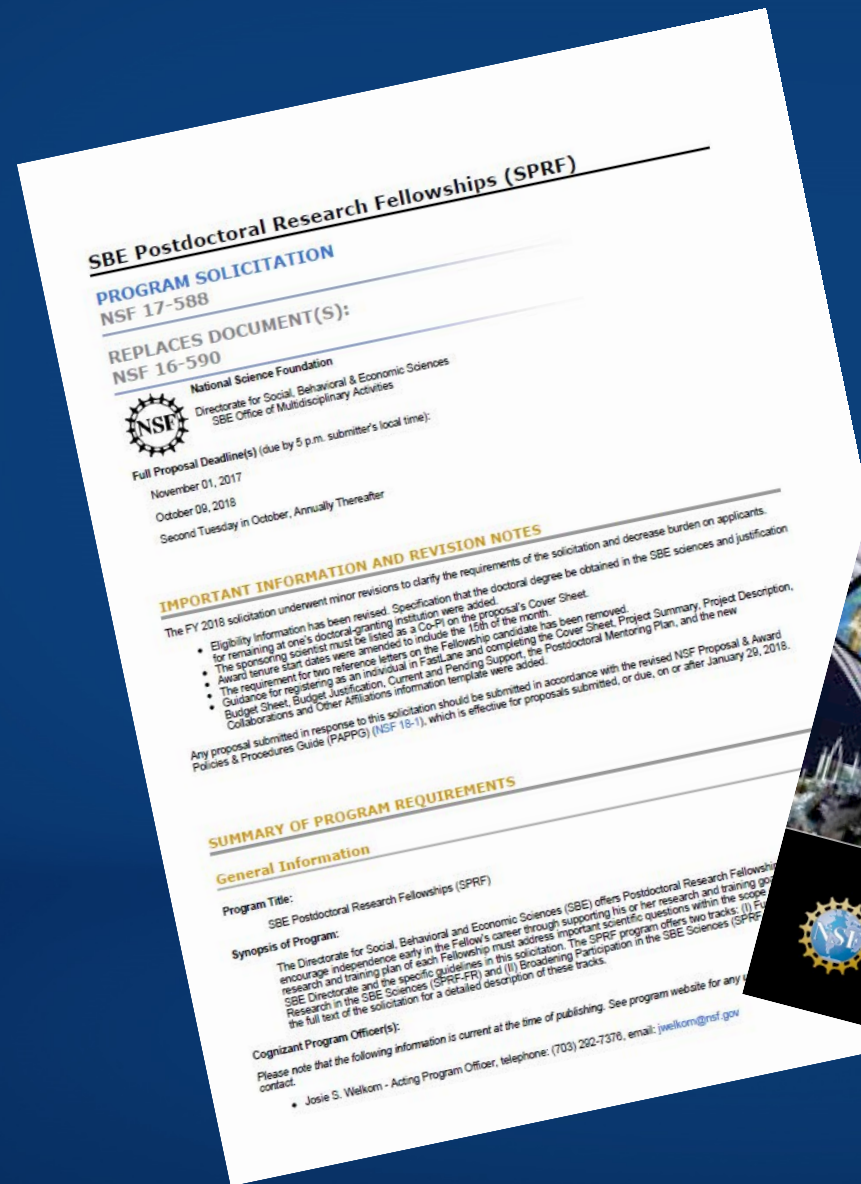 SBE Postdoctoral Research Fellowships (SPRF)
PROGRAM SOLICITATION
NSF 17-588
REPLACES DOCUMENT(S):
NSF 16-590
National Science Foundation
Directorate for Social, Behavioral & Economic Sciences
SBE Office of Multidisciplinary Activities
NSF
Full Proposal Deadline(s) (due by 5 p.m. submitter's local time):
November 01, 2017
October 09, 2018
Second Tuesday in October, Annually Thereafter
IMPORTANT INFORMATION AND REVISION NOTES
The FY 2018 solicitation underwent minor revisions to clarify the requirements of the solicitation and decrease burden on applicants.
• Eligibility Information has been revised. Specification that the doctoral degree be obtained in the SBE sciences and justification
for remaining at one's doctoral-granting institution were added.
• The sponsoring scientist must be listed as a Co-PI on the proposal's Cover Sheet.
• Award tenure start dates were amended to include the 15th of the month.
• The requirement for two reference letters on the Fellowship candidate has been removed.
• Guidance for registering as an individual in FastLane and completing the Cover Sheet, Project Summary, Project Description,
Budget Sheet, Budget Justification, Current and Pending Support, the Postdoctoral Mentoring Plan, and the new
Collaborations and Other Affiliations information template were added.
Any proposal submitted in response to this solicitation should be submitted in accordance with the revised NSF Proposal & Award
Policies & Procedures Guide (PAPPG) (NSF 18-1), which is effective for proposals submitted, or due, on or after January 29, 2018.
SUMMARY OF PROGRAM REQUIREMENTS
General Information
Program Title:
SBE Postdoctoral Research Fellowships (SPRF)
Synopsis of Program:
The Directorate for Social, Behavioral and Economic Sciences (SBE) offers Postdoctoral Research
encourage independence early in the Fellow's career through supporting his or her research and training
research and training plan of each Fellowship must address important scientific questions within the scope
SBE Directorate and the specific guidelines in this solicitation. The SPRF program offers two tracks: (I)
Research in the SBE Sciences (SPRF-FR) and (II) Broadening Participation in the SBE Sciences (SPRF
the full text of the solicitation for a detailed description of these tracks.
Cognizant Program Officer(s):
Please note that the following information is current at the time of publishing. See program website for any
contact.
• Josie S. Welkom - Acting Program Officer, telephone: (703) 292-7376, email: jwelkom@nsf.gov
NSF